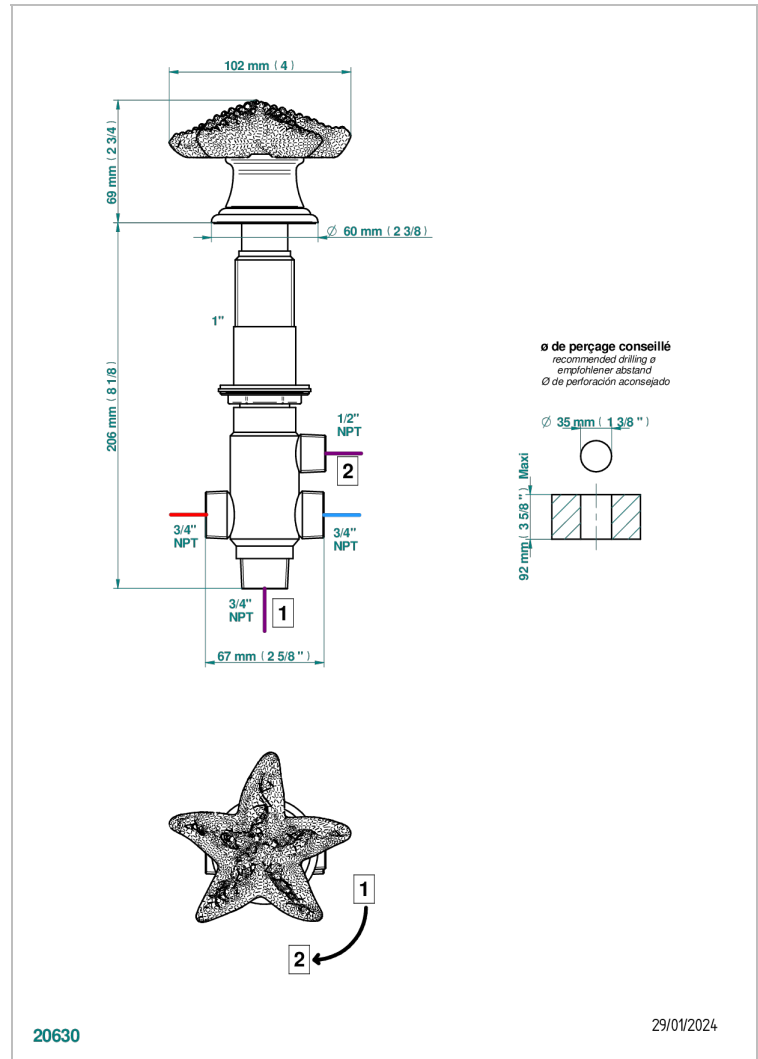 102 mm ( 4 )
69 mm ( 2 3/4 )
Ø 60 mm ( 2 3/8 )
1"
206 mm ( 8 1/8 )
1/2"
NPT
2
3/4"
NPT
3/4"
NPT
3/4"
NPT
1
67 mm ( 2 5/8 " )
ø de perçage conseillé
recommended drilling ø
empfohlener abstand
Ø de perforación aconsejado
Ø 35 mm ( 1 3/8 " )
92 mm ( 3 5/8 " ) Maxi
1
2
20630
29/01/2024